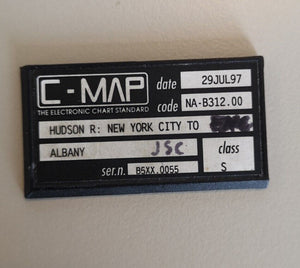 C-MAP
THE ELECTRONIC CHART STANDARD
date 29JUL97
code NA-B312.00
HUDSON R: NEW YORK CITY TO
ALBANY JSC class
ser.n. B5XX.0055 S